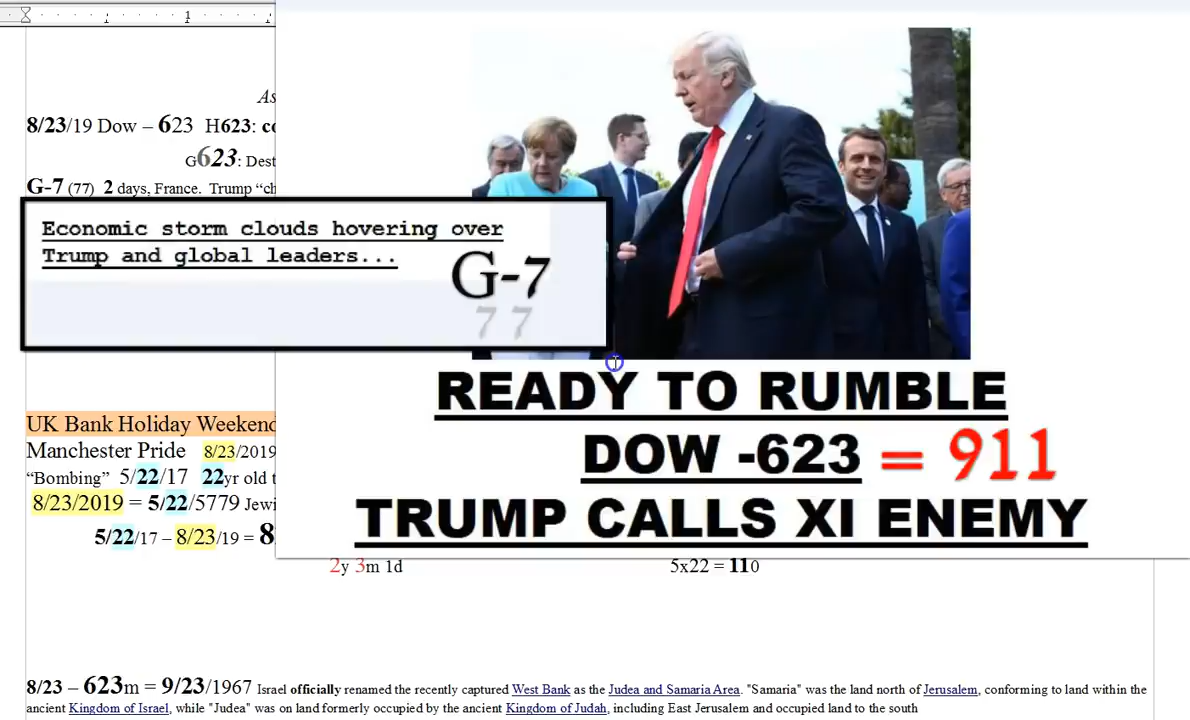 As
8/23/19 Dow – 623 H623: co
G623: Dest
G-7 (77) 2 days, France. Trump “ch
Economic storm clouds hovering over
Trump and global leaders...
G-7
7 7
READY TO RUMBLE
DOW -623 = 911
TRUMP CALLS XI ENEMY
UK Bank Holiday Weekend
Manchester Pride 8/23/2019
“Bombing” 5/22/17 22yr old t
8/23/2019 = 5/22/5779 Jewi
5/22/17 – 8/23/19 = 8
2y 3m 1d
5x22 = 110
8/23 – 623m = 9/23/1967 Israel officially renamed the recently captured West Bank as the Judea and Samaria Area. "Samaria" was the land north of Jerusalem, conforming to land within the
ancient Kingdom of Israel, while "Judea" was on land formerly occupied by the ancient Kingdom of Judah, including East Jerusalem and occupied land to the south